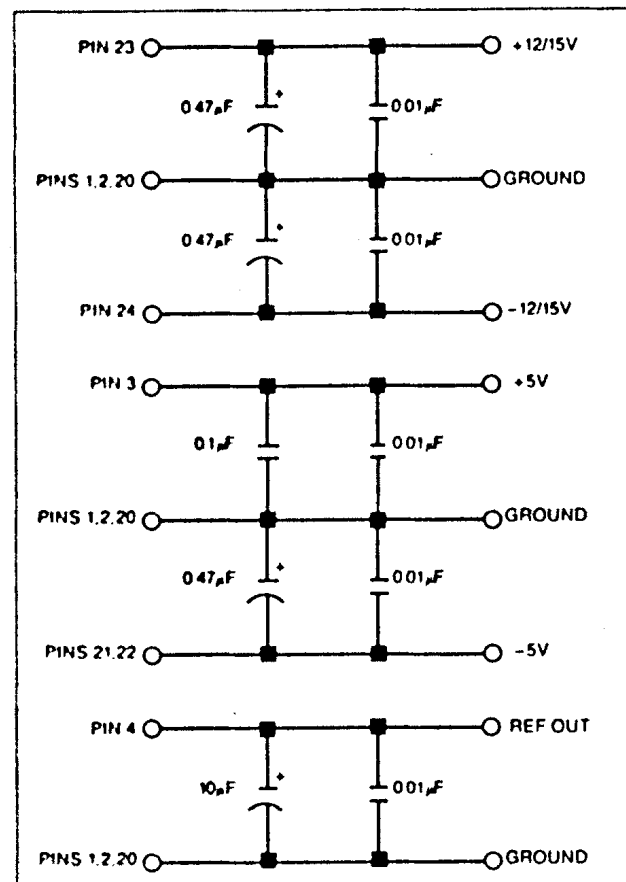 PIN 23 +12/15V
0.47µF + 0.01µF
PINS 1,2,20 GROUND
0.47µF + 0.01µF
PIN 24 -12/15V
PIN 3 +5V
0.1µF 0.01µF
PINS 1,2,20 GROUND
0.47µF + 0.01µF
PINS 21,22 -5V
PIN 4 REF OUT
10µF + 0.01µF
PINS 1,2,20 GROUND